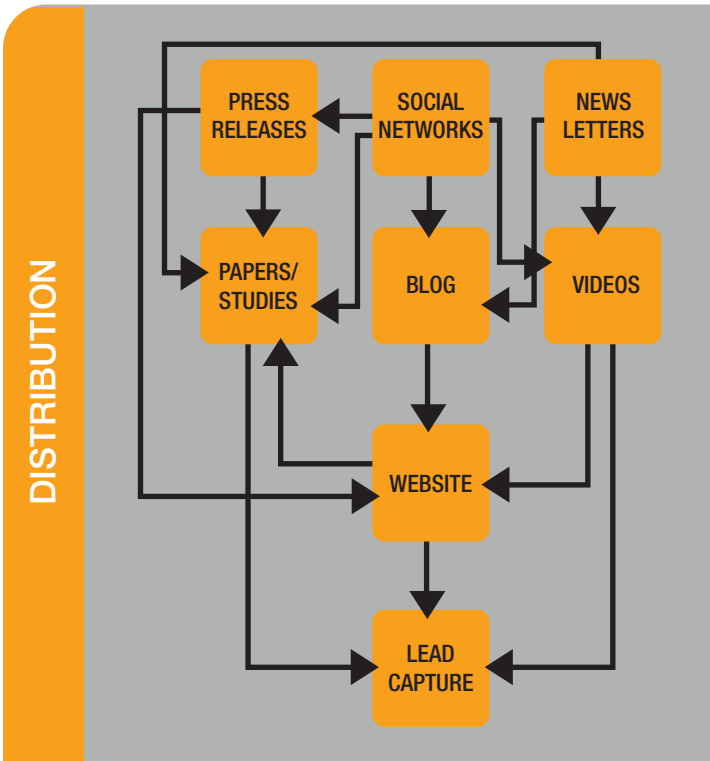 DISTRIBUTION
PRESS
RELEASES
SOCIAL
NETWORKS
NEWS
LETTERS
PAPERS/
STUDIES
BLOG
VIDEOS
WEBSITE
LEAD
CAPTURE